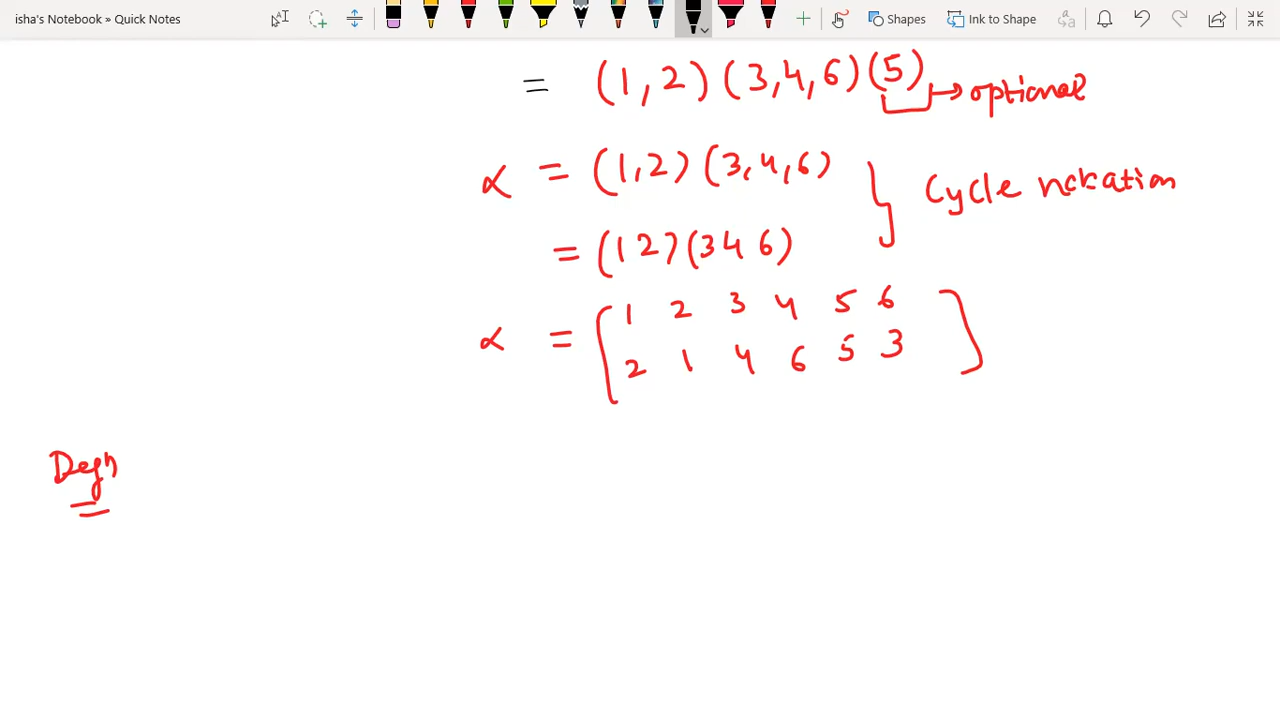 isha's Notebook » Quick Notes Shapes Ink to Shape
= (1,2)(3,4,6)(5) → optional
α = (1,2)(3,4,6) } Cycle notation
= (1 2)(3 4 6)
α = [1 2 3 4 5 6
2 1 4 6 5 3]
Defn